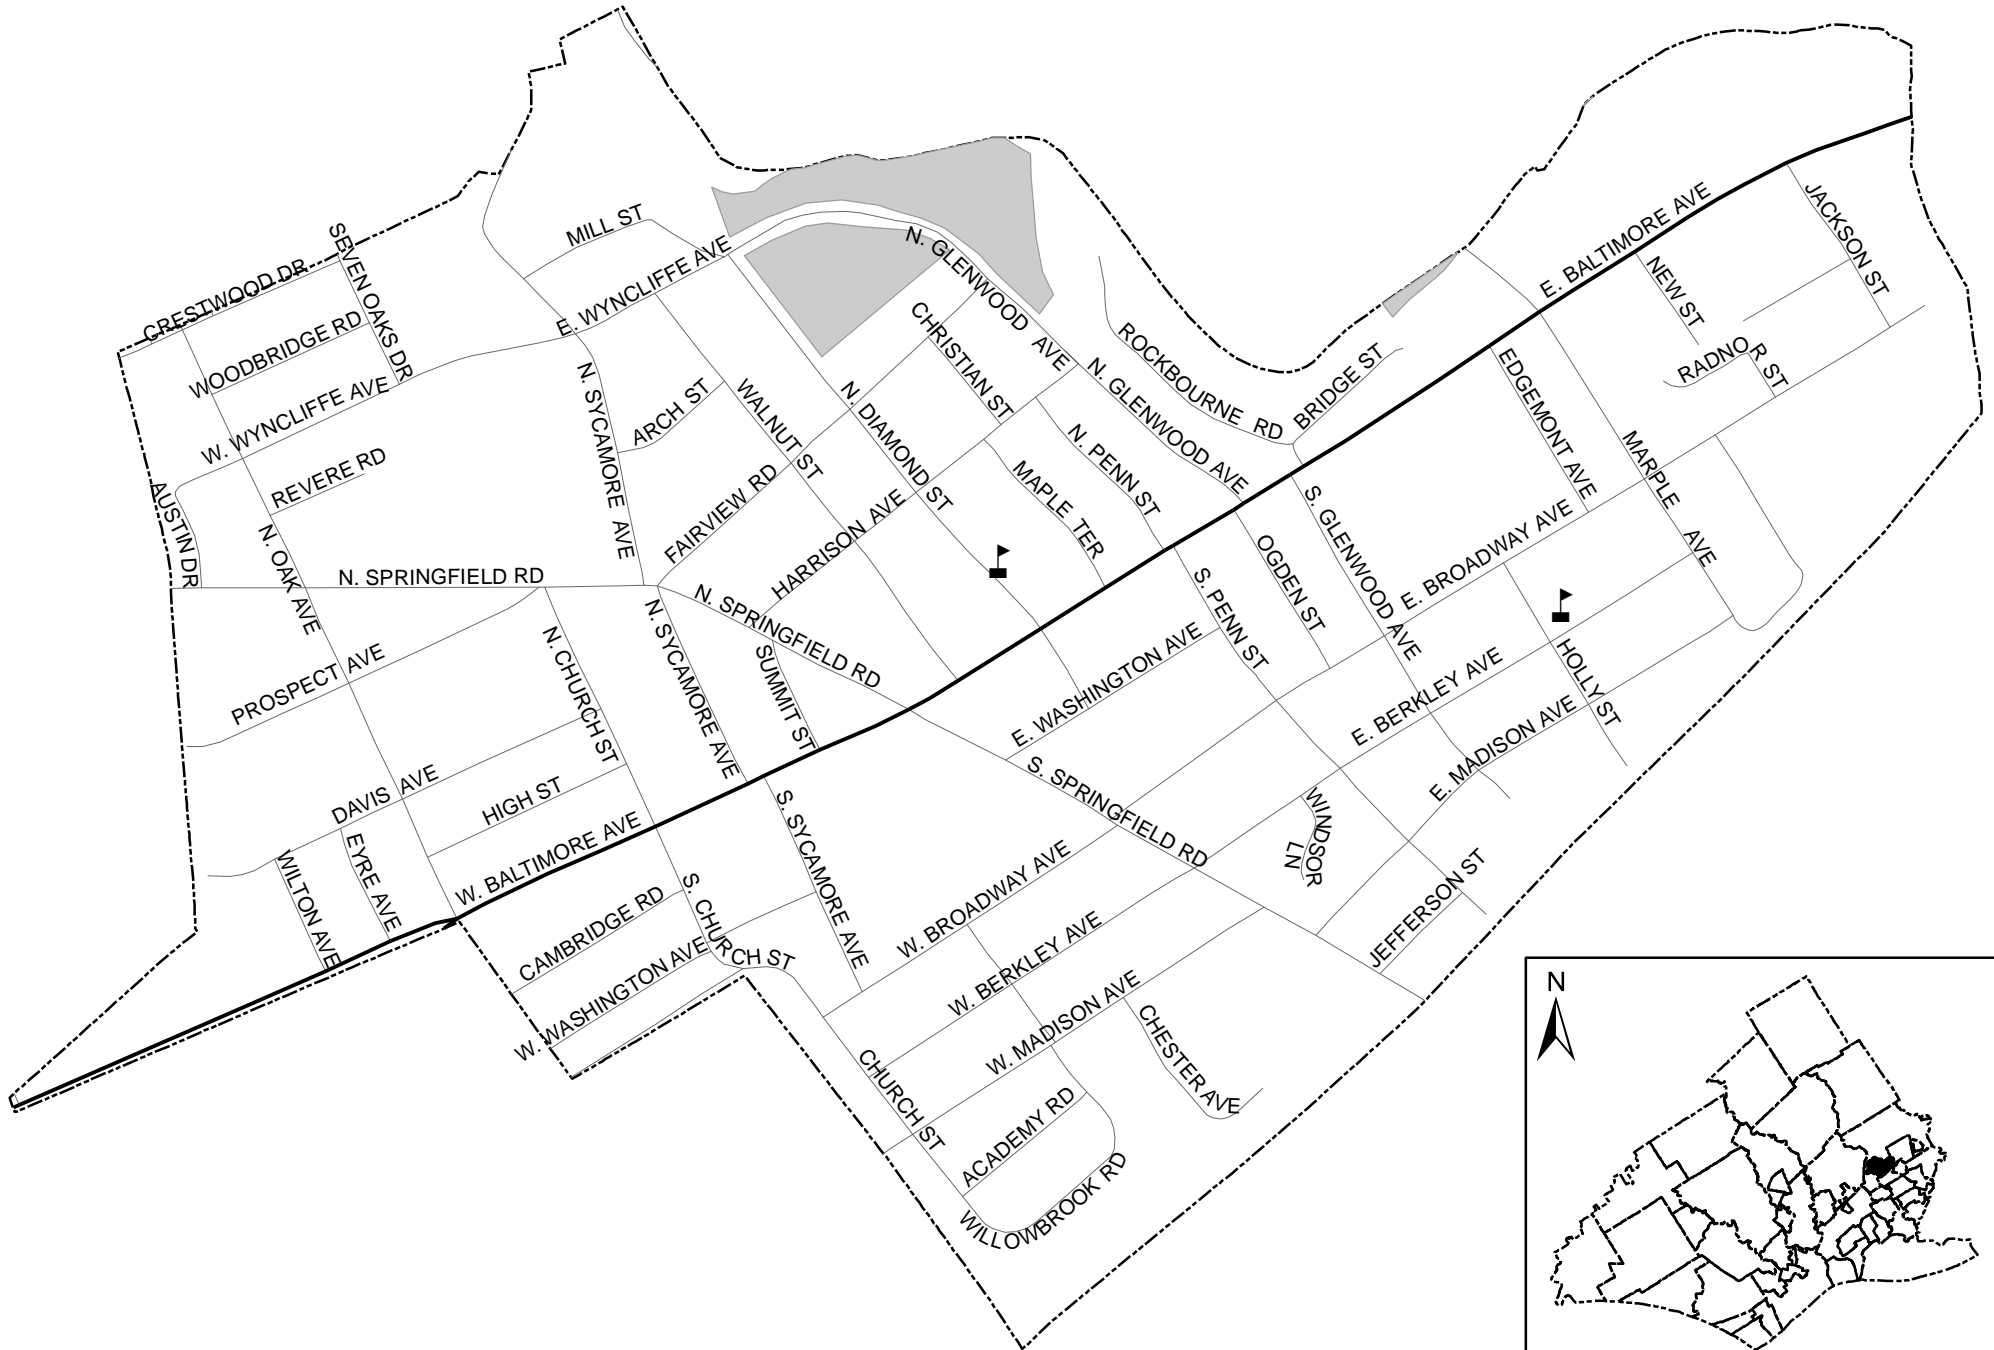 MILL ST
SEVEN OAKS DR
CRESTWOOD DR
WOODBRIDGE RD
W. WYNCLIFFE AVE
E. WYNCLIFFE AVE
N. GLENWOOD AVE
E. BALTIMORE AVE
JACKSON ST
NEW ST
RADNOR ST
CHRISTIAN ST
ROCKBOURNE RD
BRIDGE ST
N. GLENWOOD AVE
EDGEMONT AVE
MARPLE AVE
N. SYCAMORE AVE
ARCH ST
WALNUT ST
N. DIAMOND ST
N. PENN ST
MAPLE TER
REVERE RD
AUSTIN DR
N. OAK AVE
FAIRVIEW RD
HARRISON AVE
S. GLENWOOD AVE
OGDEN ST
E. BROADWAY AVE
N. SPRINGFIELD RD
N. SPRINGFIELD RD
S. PENN ST
PROSPECT AVE
N. CHURCH ST
N. SYCAMORE AVE
SUMMIT ST
E. WASHINGTON AVE
E. BERKLEY AVE
HOLLY ST
E. MADISON AVE
DAVIS AVE
HIGH ST
S. SPRINGFIELD RD
WINDSOR LN
EYRE AVE
WILTON AVE
W. BALTIMORE AVE
S. SYCAMORE AVE
S. CHURCH ST
CAMBRIDGE RD
W. WASHINGTON AVE
W. BROADWAY AVE
W. BERKLEY AVE
W. MADISON AVE
JEFFERSON ST
CHESTER AVE
CHURCH ST
ACADEMY RD
WILLOWBROOK RD
N